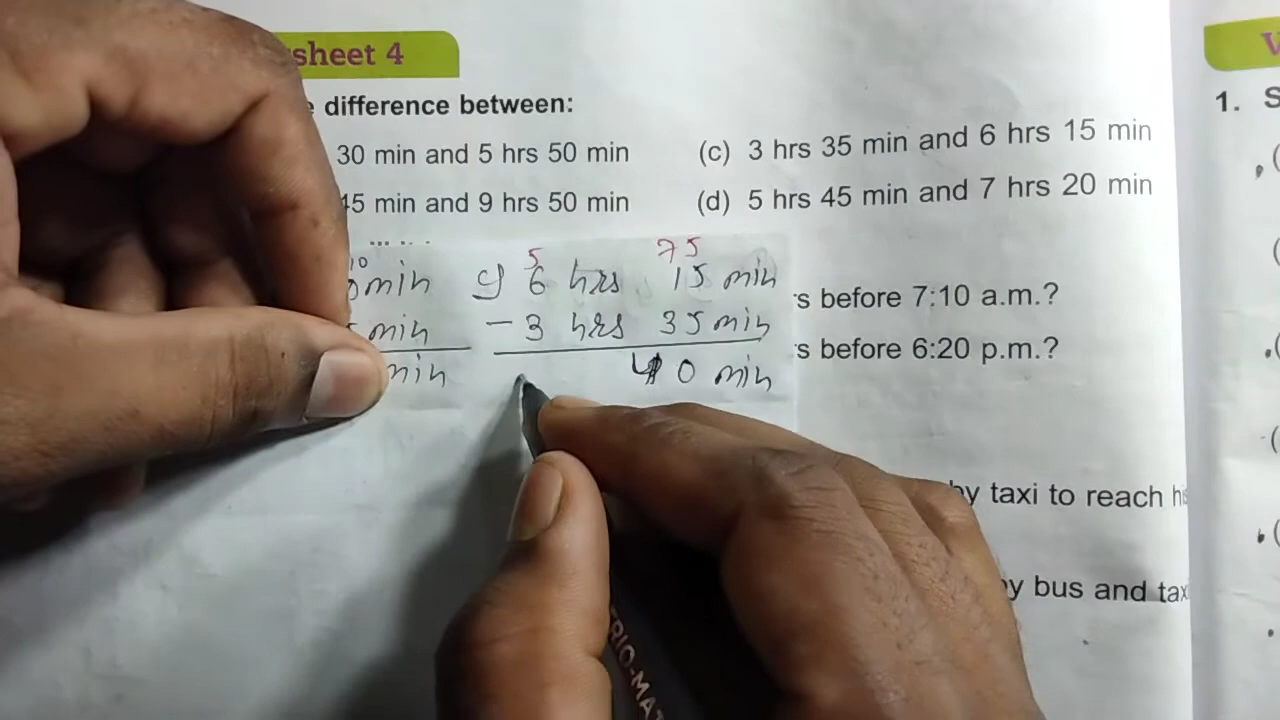 sheet 4
difference between:
30 min and 5 hrs 50 min
(c) 3 hrs 35 min and 6 hrs 15 min
45 min and 9 hrs 50 min
(d) 5 hrs 45 min and 7 hrs 20 min
10
min
5 75
6 hrs 15 min
min
- 3 hrs 35 min
min
40 min
s before 7:10 a.m.?
s before 6:20 p.m.?
by taxi to reach
by bus and
1. S